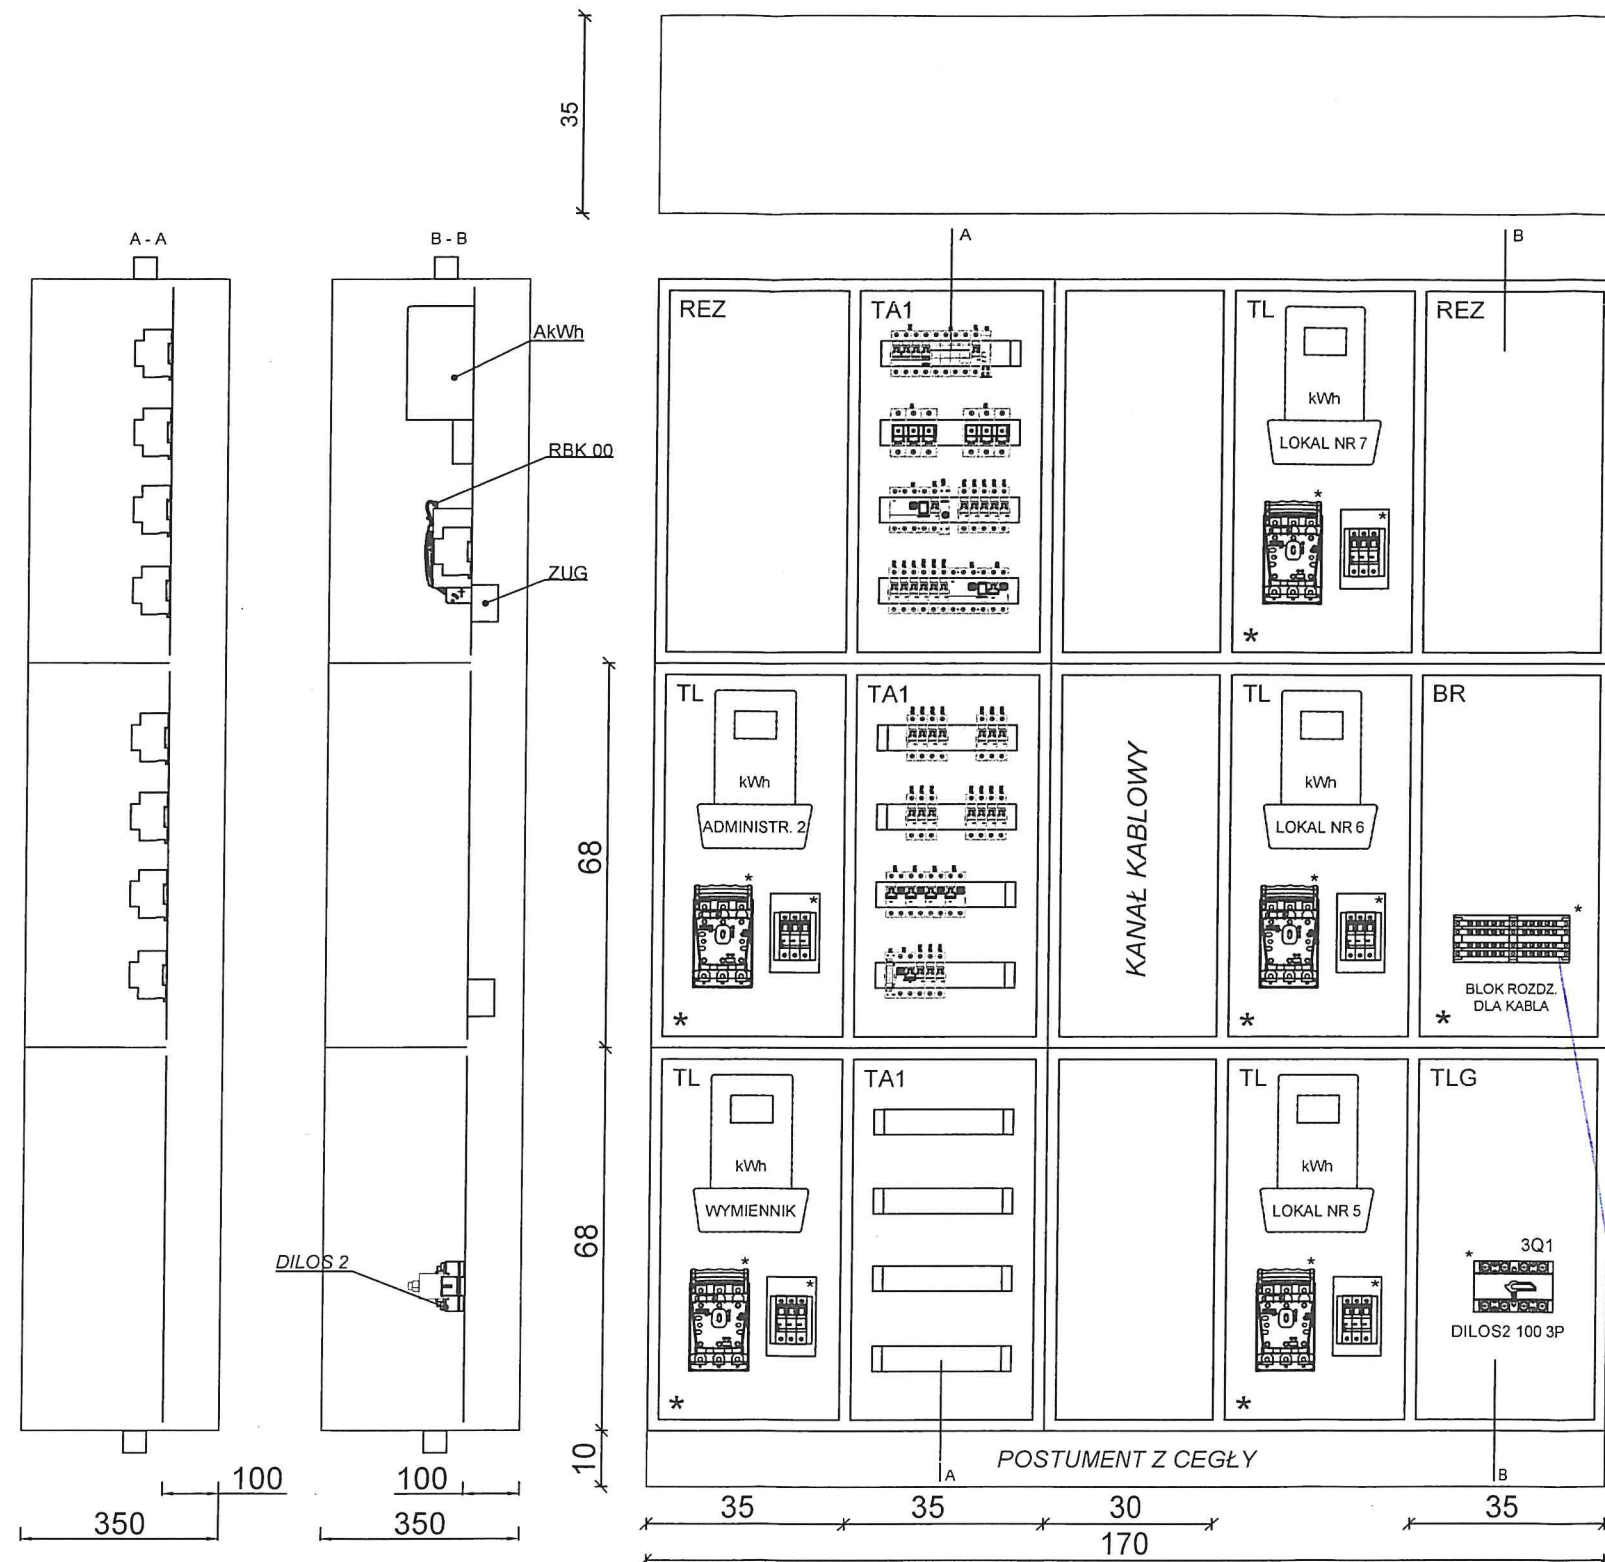 35
A - A
B - B
A
B
AkWh
RBK 00
ZUG
REZ
TA1
TL
REZ
kWh
LOKAL NR 7
*
*
*
68
TL
TA1
TL
BR
kWh
kWh
ADMINISTR. 2
LOKAL NR 6
KANAŁ KABLOWY
*
*
*
*
*
BLOK ROZDZ.
DLA KABLA
*
*
*
68
TL
TA1
TL
TLG
kWh
kWh
WYMIENNIK
LOKAL NR 5
DILOS 2
*
*
*
*
*
3Q1
DILOS2 100 3P
*
*
10
POSTUMENT Z CEGŁY
A
B
100
350
100
350
35
35
30
35
170